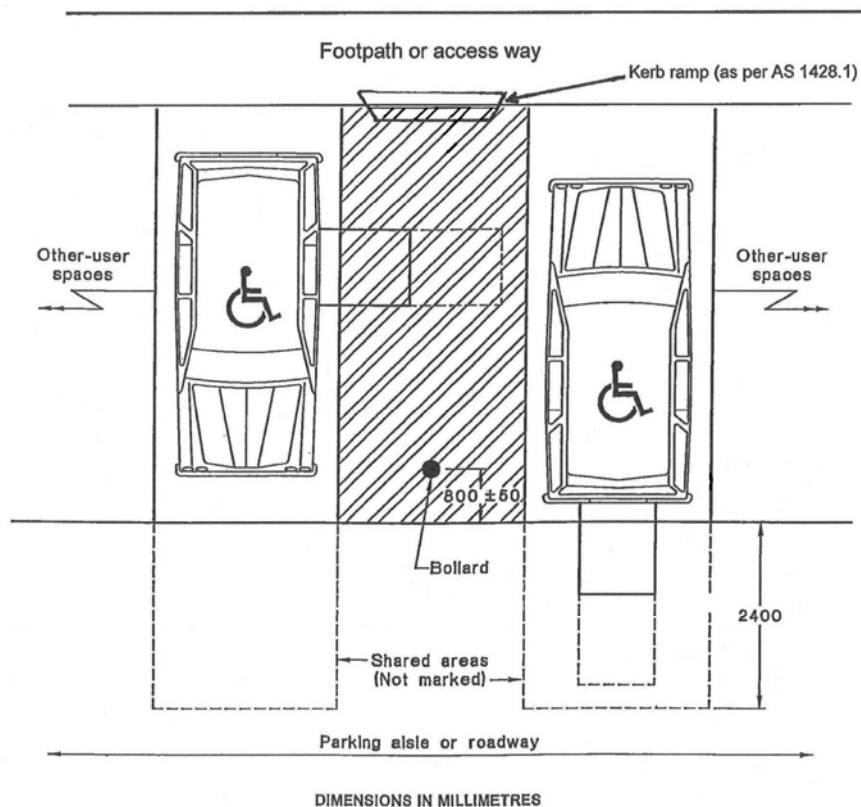 Footpath or access way
Kerb ramp (as per AS 1428.1)
Other-user
spaces
Other-user
spaces
800 ±50
Bollard
2400
Shared areas
(Not marked)
Parking aisle or roadway
DIMENSIONS IN MILLIMETRES